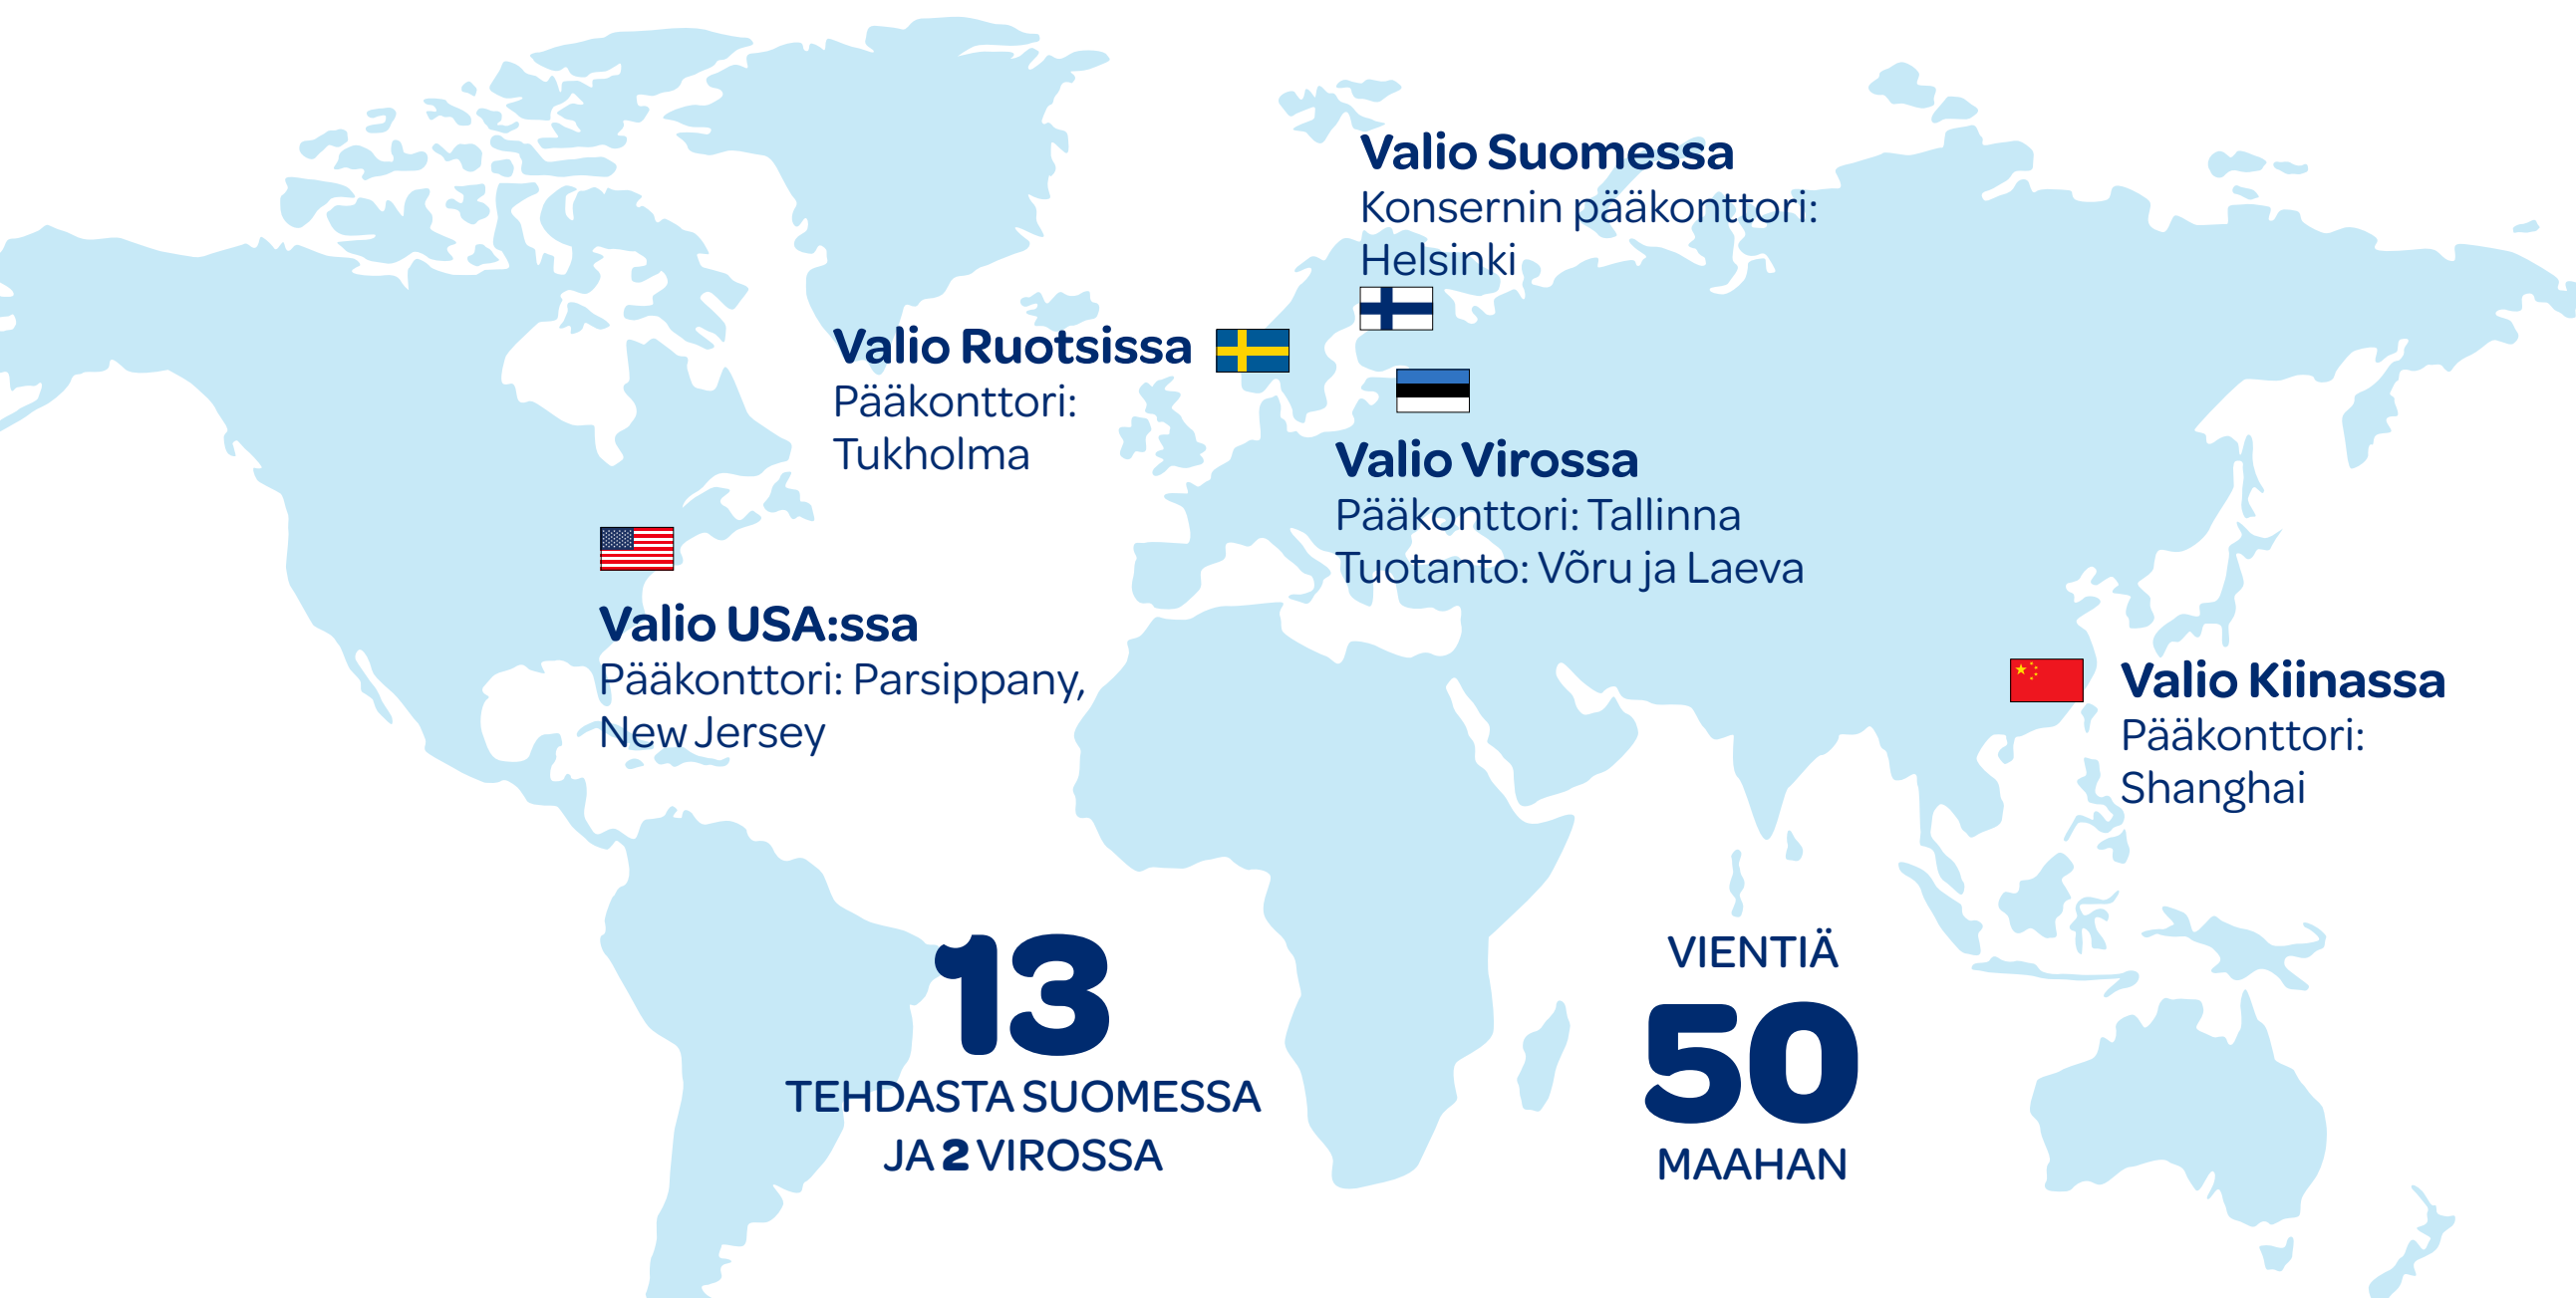 Valio Suomessa
Konsernin pääkonttori:
Helsinki
Valio Ruotsissa
Pääkonttori:
Tukholma
Valio Virossa
Pääkonttori: Tallinna
Tuotanto: Võru ja Laeva
Valio USA:ssa
Pääkonttori: Parsippany,
New Jersey
Valio Kiinassa
Pääkonttori:
Shanghai
13
TEHDASTA SUOMESSA
JA 2 VIROSSA
VIENTIÄ
50
MAAHAN